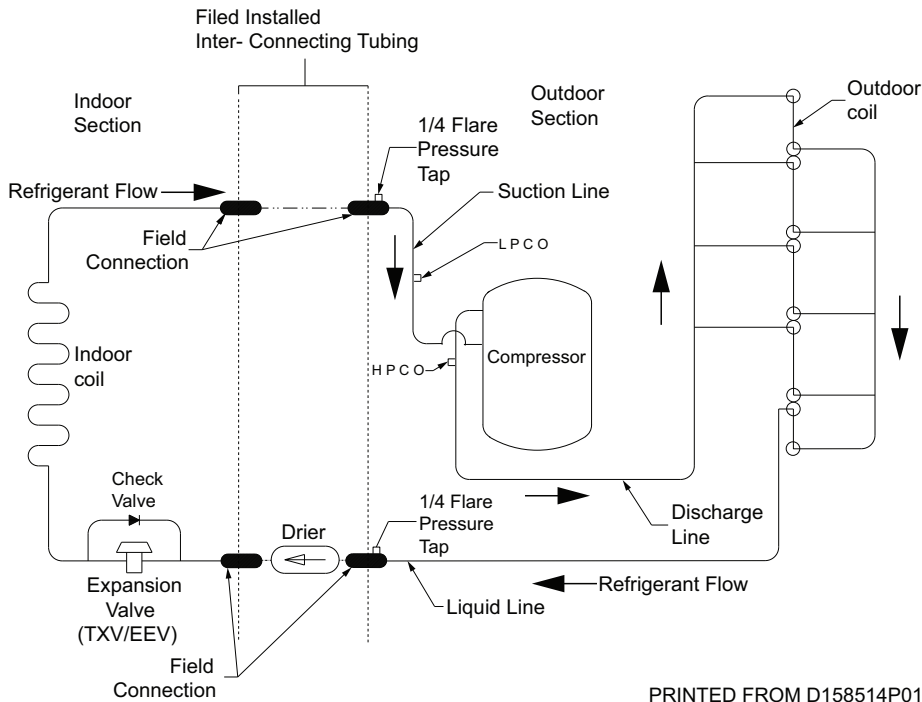 Filed Installed
Inter- Connecting Tubing
Indoor
Section
Outdoor
Section
Outdoor
coil
1/4 Flare
Pressure
Tap
Refrigerant Flow
Suction Line
Field
Connection
L P C O
Indoor
coil
Compressor
H P C O
Check
Valve
Drier
1/4 Flare
Pressure
Tap
Discharge
Line
Expansion
Valve
(TXV/EEV)
Liquid Line
Refrigerant Flow
Field
Connection
PRINTED FROM D158514P01